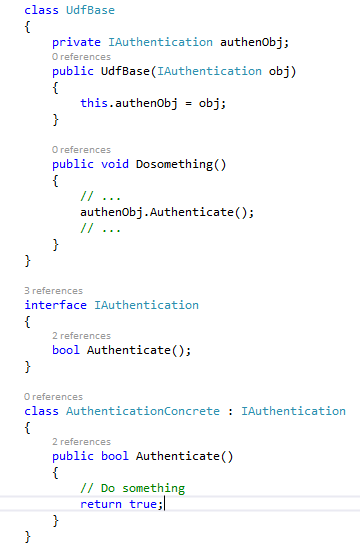 class UdfBase
{
    private IAuthentication authenObj;
    0 references
    public UdfBase(IAuthentication obj)
    {
        this.authenObj = obj;
    }
    0 references
    public void Dosomething()
    {
        // ...
        authenObj.Authenticate();
        // ...
    }
}
3 references
interface IAuthentication
{
    2 references
    bool Authenticate();
}
0 references
class AuthenticationConcrete : IAuthentication
{
    2 references
    public bool Authenticate()
    {
        // Do something
        return true;
    }
}